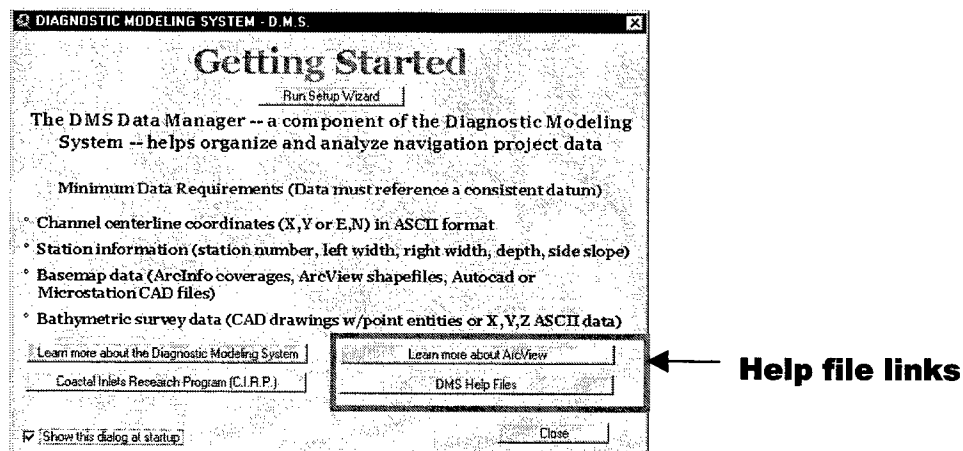 DIAGNOSTIC MODELING SYSTEM - D.M.S.
Getting Started
Run Setup Wizard
The DMS Data Manager -- a component of the Diagnostic Modeling
System -- helps organize and analyze navigation project data
Minimum Data Requirements (Data must reference a consistent datum)
° Channel centerline coordinates (X,Y or E,N) in ASCII format
° Station information (station number, left width, right width, depth, side slope)
° Basemap data (ArcInfo coverages, ArcView shapefiles, Autocad or
Microstation CAD files)
° Bathymetric survey data (CAD drawings w/point entities or X,Y,Z ASCII data)
Learn more about the Diagnostic Modeling System
Learn more about ArcView
Help file links
Coastal Inlets Research Program (C.I.R.P.)
DMS Help Files
Show this dialog at startup
Close